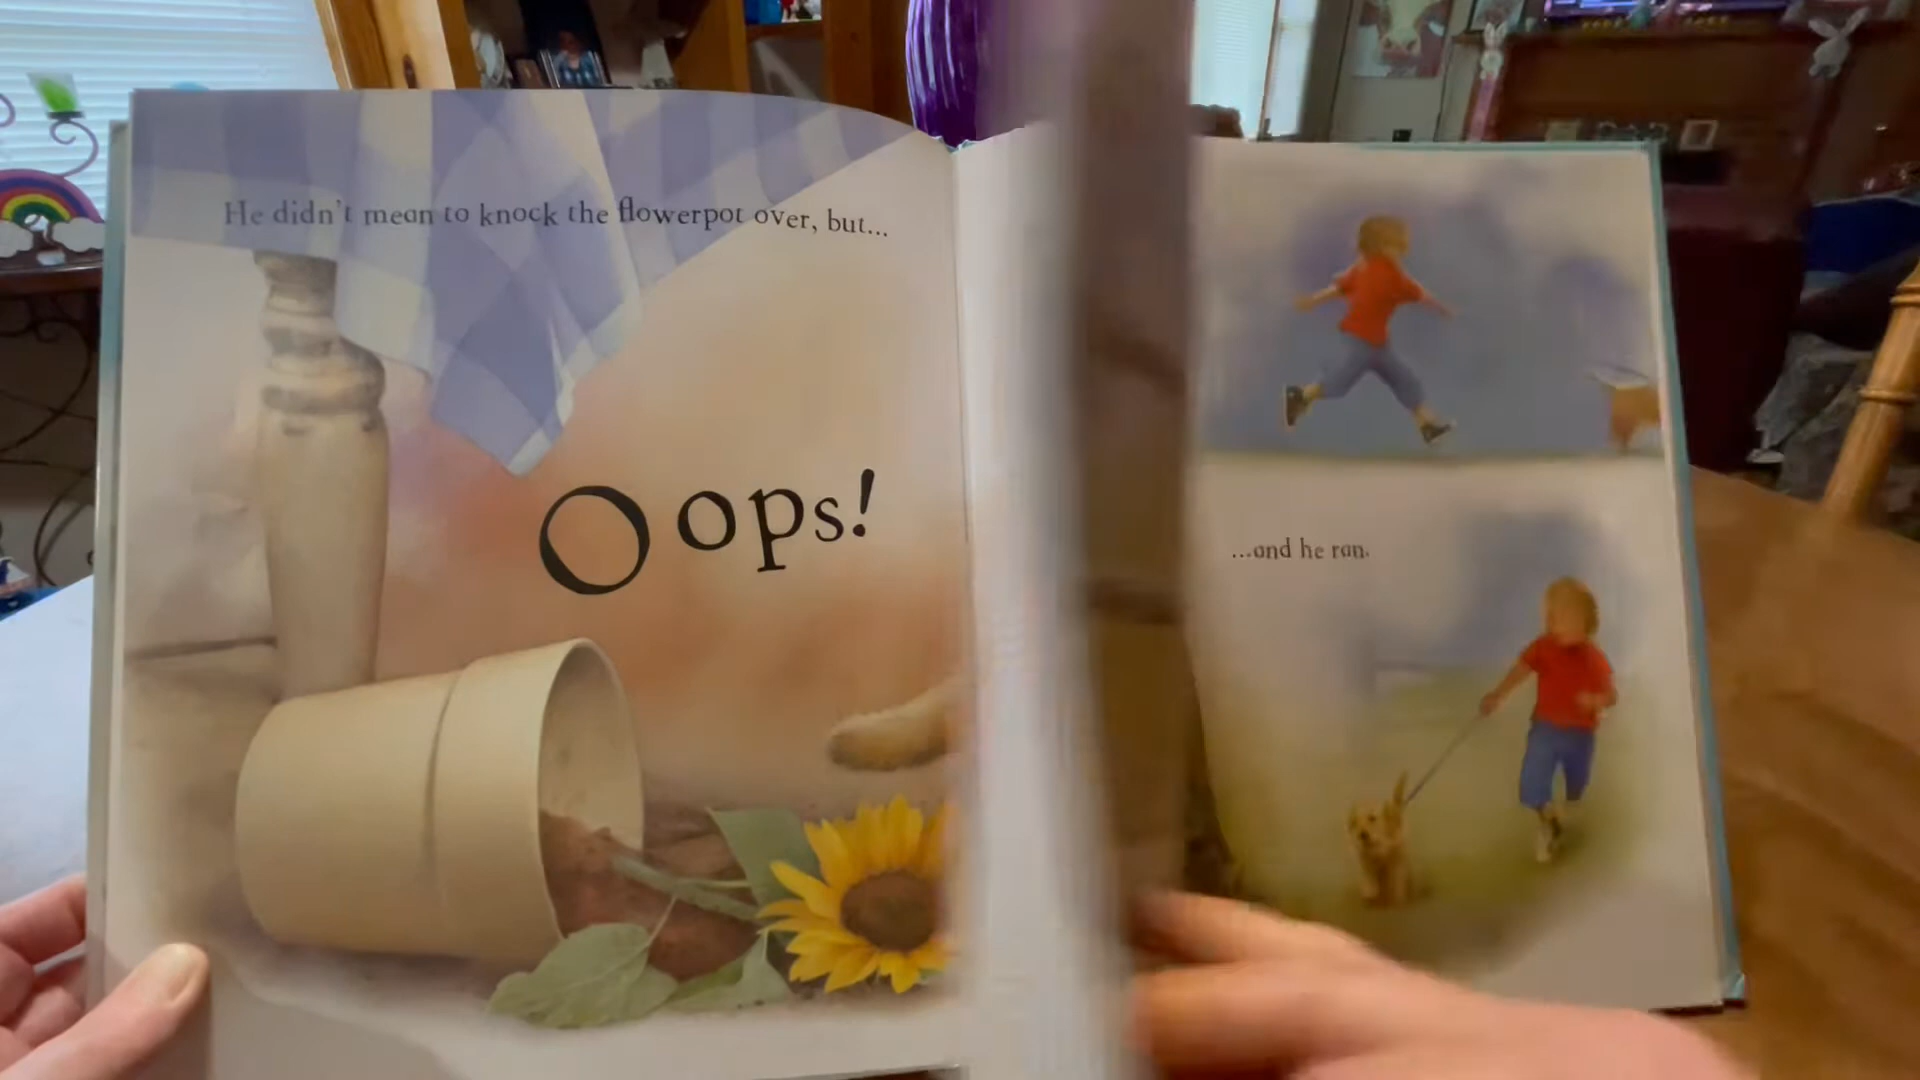 He didn't mean to knock the flowerpot over, but...
Oops!
...and he ran.